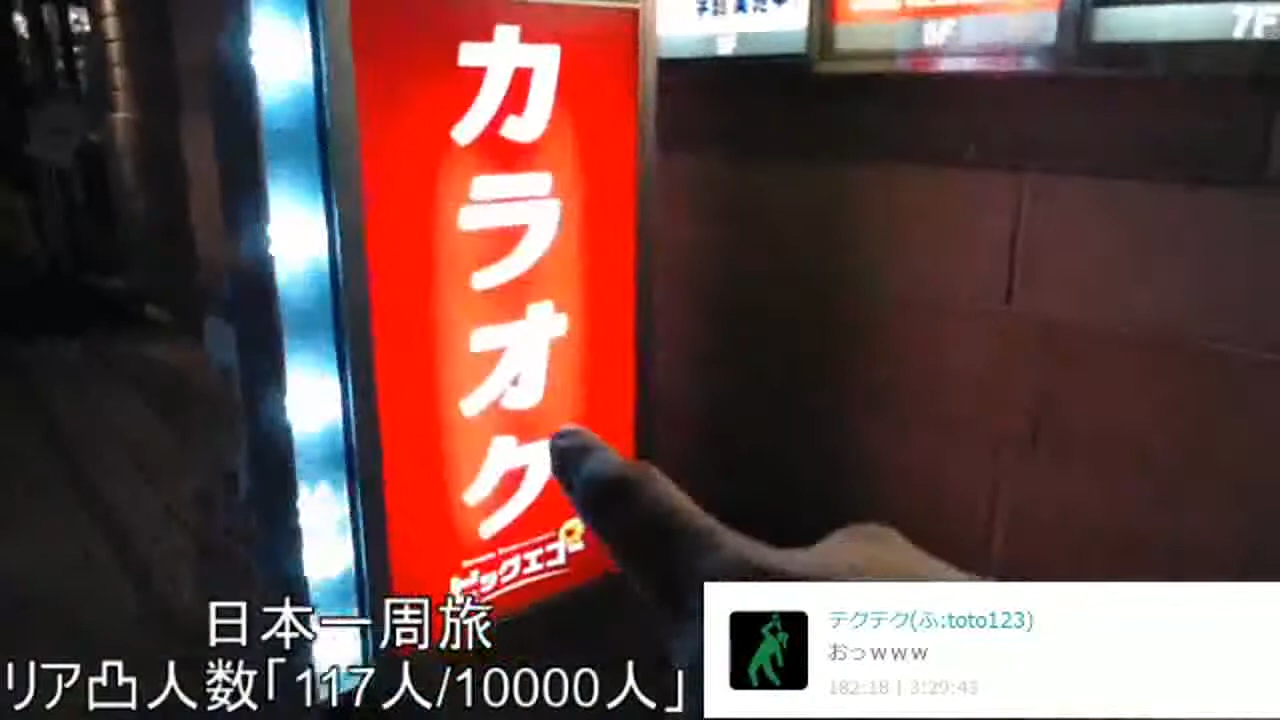 カラオケ
ビッグエコー
7F
日本一周旅
リア凸人数「117人/10000人」
テクテク(ふ:toto123)
おっwww
182:18 | 3:29:43